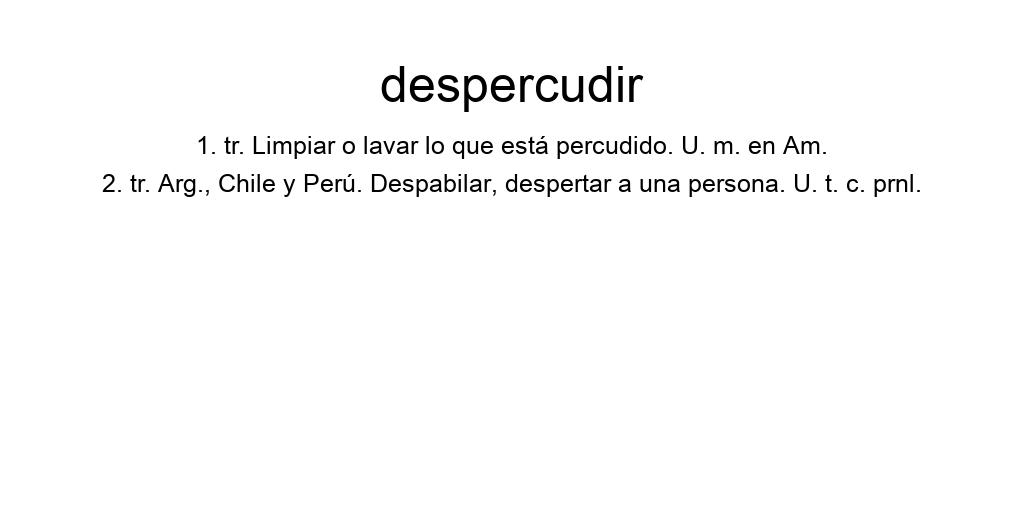 despercudir
1. tr. Limpiar o lavar lo que está percudido. U. m. en Am.
2. tr. Arg., Chile y Perú. Despabilar, despertar a una persona. U. t. c. prnl.